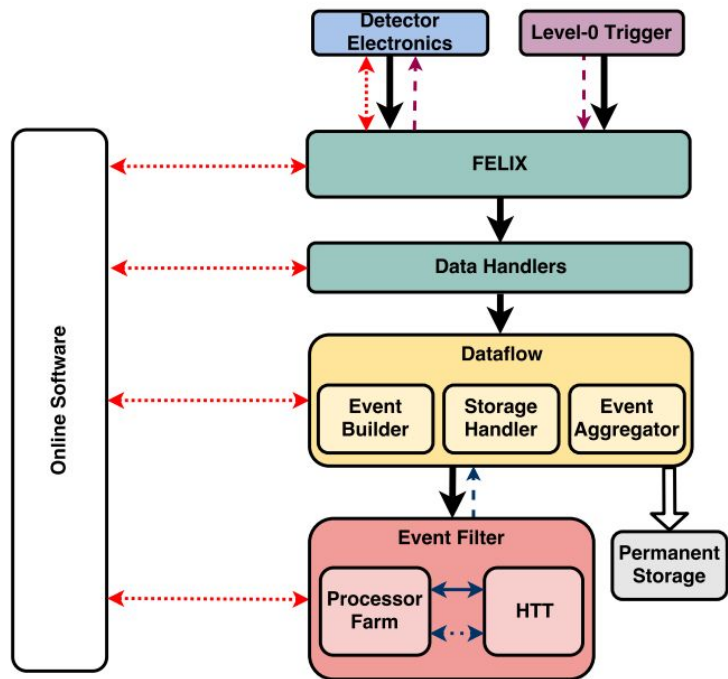 Detector
Electronics
Level-0 Trigger
FELIX
Data Handlers
Dataflow
Event
Builder
Storage
Handler
Event
Aggregator
Online Software
Event Filter
Processor
Farm
HTT
Permanent
Storage